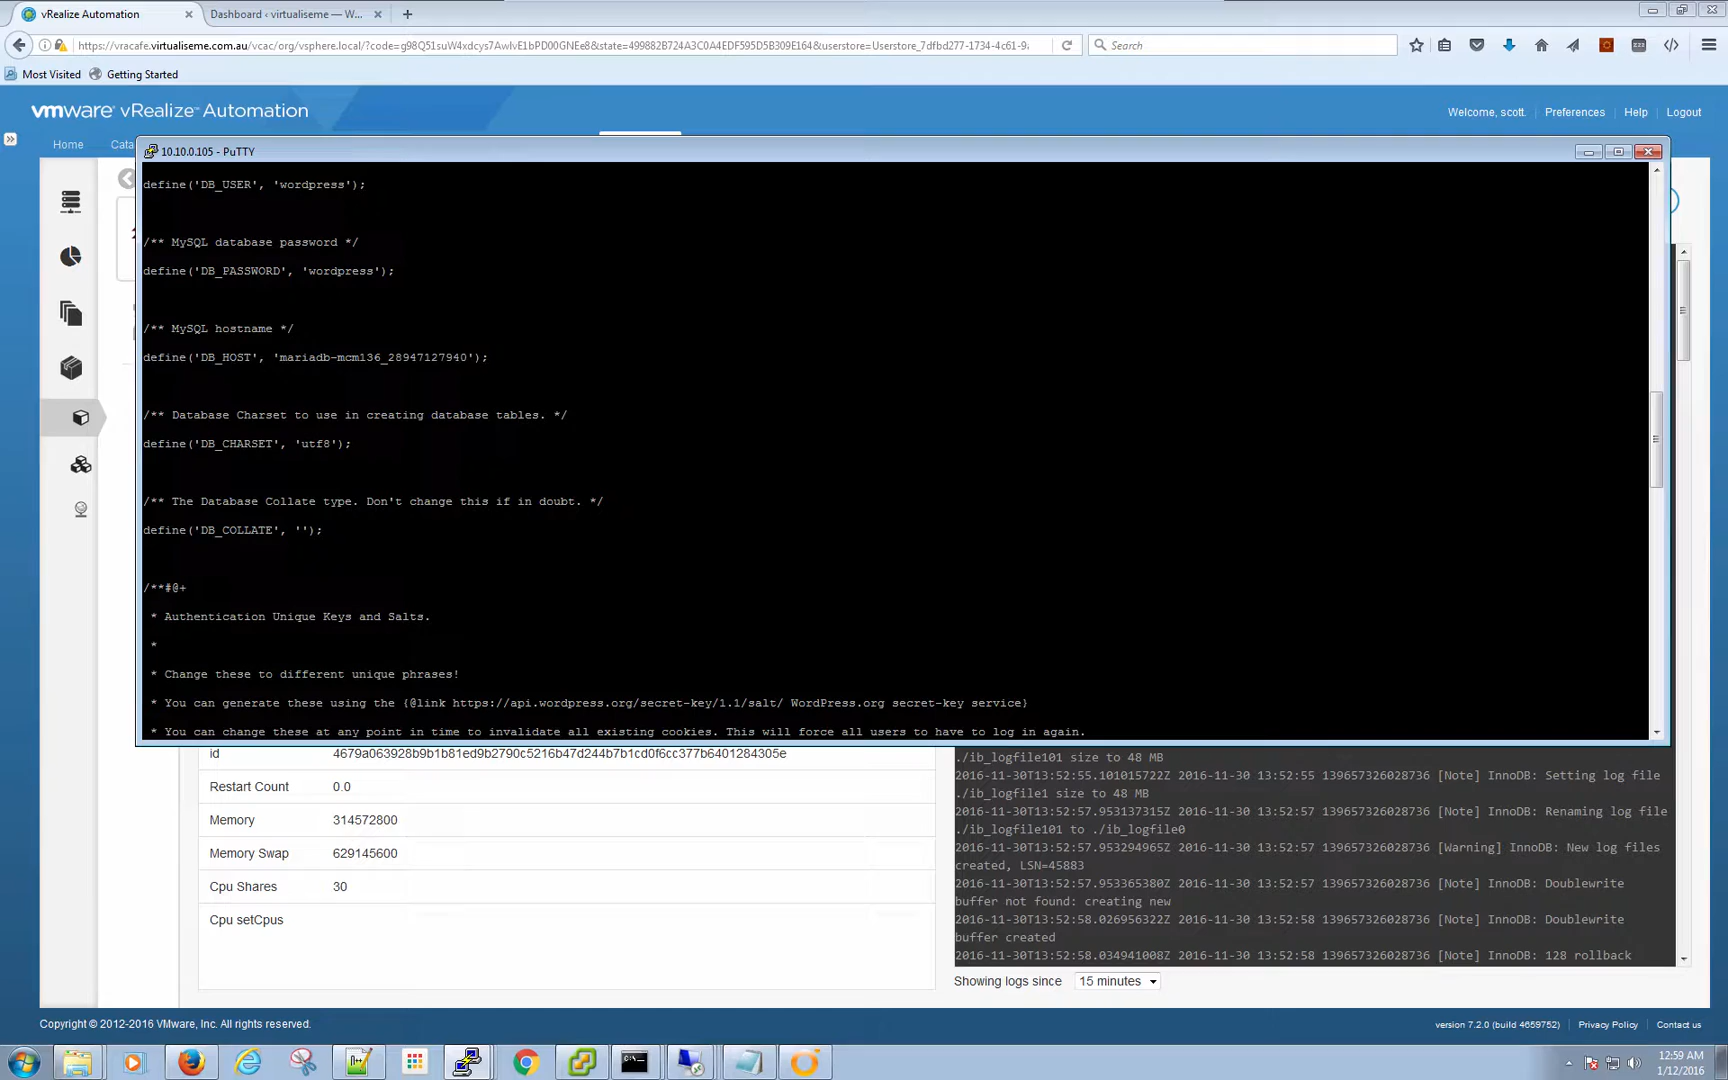 vRealize Automation
Dashboard ‹ virtualiseme — W...
https://vracafe.virtualiseme.com.au/vcac/org/vsphere.local/?code=g98Q51suW4xdcys7AwlvE1bPD00GNEe8&state=499882B724A3C0A4EDF595D5B309E164&userstore=Userstore_7dfbd277-1734-4c61-9
Search
Most Visited
Getting Started
vmware vRealize Automation
Welcome, scott.
Preferences
Help
Logout
Home
Cata
10.10.0.105 - PuTTY
define('DB_USER', 'wordpress');
/** MySQL database password */
define('DB_PASSWORD', 'wordpress');
/** MySQL hostname */
define('DB_HOST', 'mariadb-mcm136_28947127940');
/** Database Charset to use in creating database tables. */
define('DB_CHARSET', 'utf8');
/** The Database Collate type. Don't change this if in doubt. */
define('DB_COLLATE', '');
/**#@+
* Authentication Unique Keys and Salts.
*
* Change these to different unique phrases!
* You can generate these using the {@link https://api.wordpress.org/secret-key/1.1/salt/ WordPress.org secret-key service}
* You can change these at any point in time to invalidate all existing cookies. This will force all users to have to log in again.
id 4679a063928b9b1b81ed9b2790c5216b47d244b7b1cd0f6cc377b6401284305e
Restart Count 0.0
Memory 314572800
Memory Swap 629145600
Cpu Shares 30
Cpu setCpus
./ib_logfile101 size to 48 MB
2016-11-30T13:52:55.101015722Z 2016-11-30 13:52:55 139657326028736 [Note] InnoDB: Setting log file
./ib_logfile1 size to 48 MB
2016-11-30T13:52:57.953137315Z 2016-11-30 13:52:57 139657326028736 [Note] InnoDB: Renaming log file
./ib_logfile101 to ./ib_logfile0
2016-11-30T13:52:57.953294965Z 2016-11-30 13:52:57 139657326028736 [Warning] InnoDB: New log files
created, LSN=45883
2016-11-30T13:52:57.953365380Z 2016-11-30 13:52:57 139657326028736 [Note] InnoDB: Doublewrite
buffer not found: creating new
2016-11-30T13:52:58.026956322Z 2016-11-30 13:52:58 139657326028736 [Note] InnoDB: Doublewrite
buffer created
2016-11-30T13:52:58.034941008Z 2016-11-30 13:52:58 139657326028736 [Note] InnoDB: 128 rollback
Showing logs since 15 minutes
Copyright © 2012-2016 VMware, Inc. All rights reserved.
version 7.2.0 (build 4659752)
Privacy Policy
Contact us
12:59 AM
1/12/2016